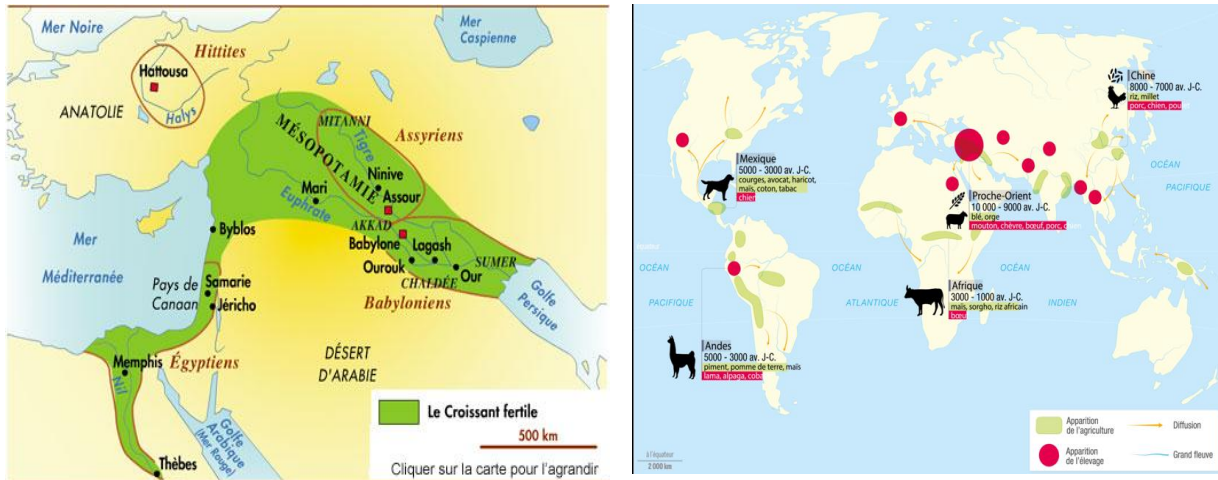 Mer Noire
Mer
Caspienne
Hittites
Hattousa
Halys
ANATOLIE
MITANNI
MÉSOPOTAMIE
Tigre
Assyriens
Ninive
Assour
Mari
Euphrate
AKKAD
Babylone
Lagash
Ourouk
SUMER
Our
CHALDÉE
Babyloniens
Golfe
Persique
Byblos
Mer
Méditerranée
Pays de
Canaan
Samarie
Jéricho
Memphis
Égyptiens
Nil
DÉSERT
D'ARABIE
Golfe
Arabique
(Mer Rouge)
Thèbes
Le Croissant fertile
500 km
Cliquer sur la carte pour l'agrandir
Chine
8000 - 7000 av. J-C.
riz, millet
porc, chien, pou
Mexique
5000 - 3000 av. J-C.
courges, avocat, haricot,
maïs, coton, tabac
chier
Proche-Orient
10 000 - 9000 av. J-C.
blé, orge
mouton, chèvre, bœuf, porc,
OCÉAN
PACIFIQUE
OCÉAN
PACIFIQUE
OCÉAN
ATLANTIQUE
OCÉAN
INDIEN
Afrique
3000 - 1000 av. J-C.
maïs, sorgho, riz africain
bœu
Andes
5000 - 3000 av. J-C.
piment, pomme de terre, maïs
lama, alpaga, coba
Apparition
de l'agriculture
Diffusion
Apparition
de l'élevage
Grand fleuve
à l'équateur
2 000 km